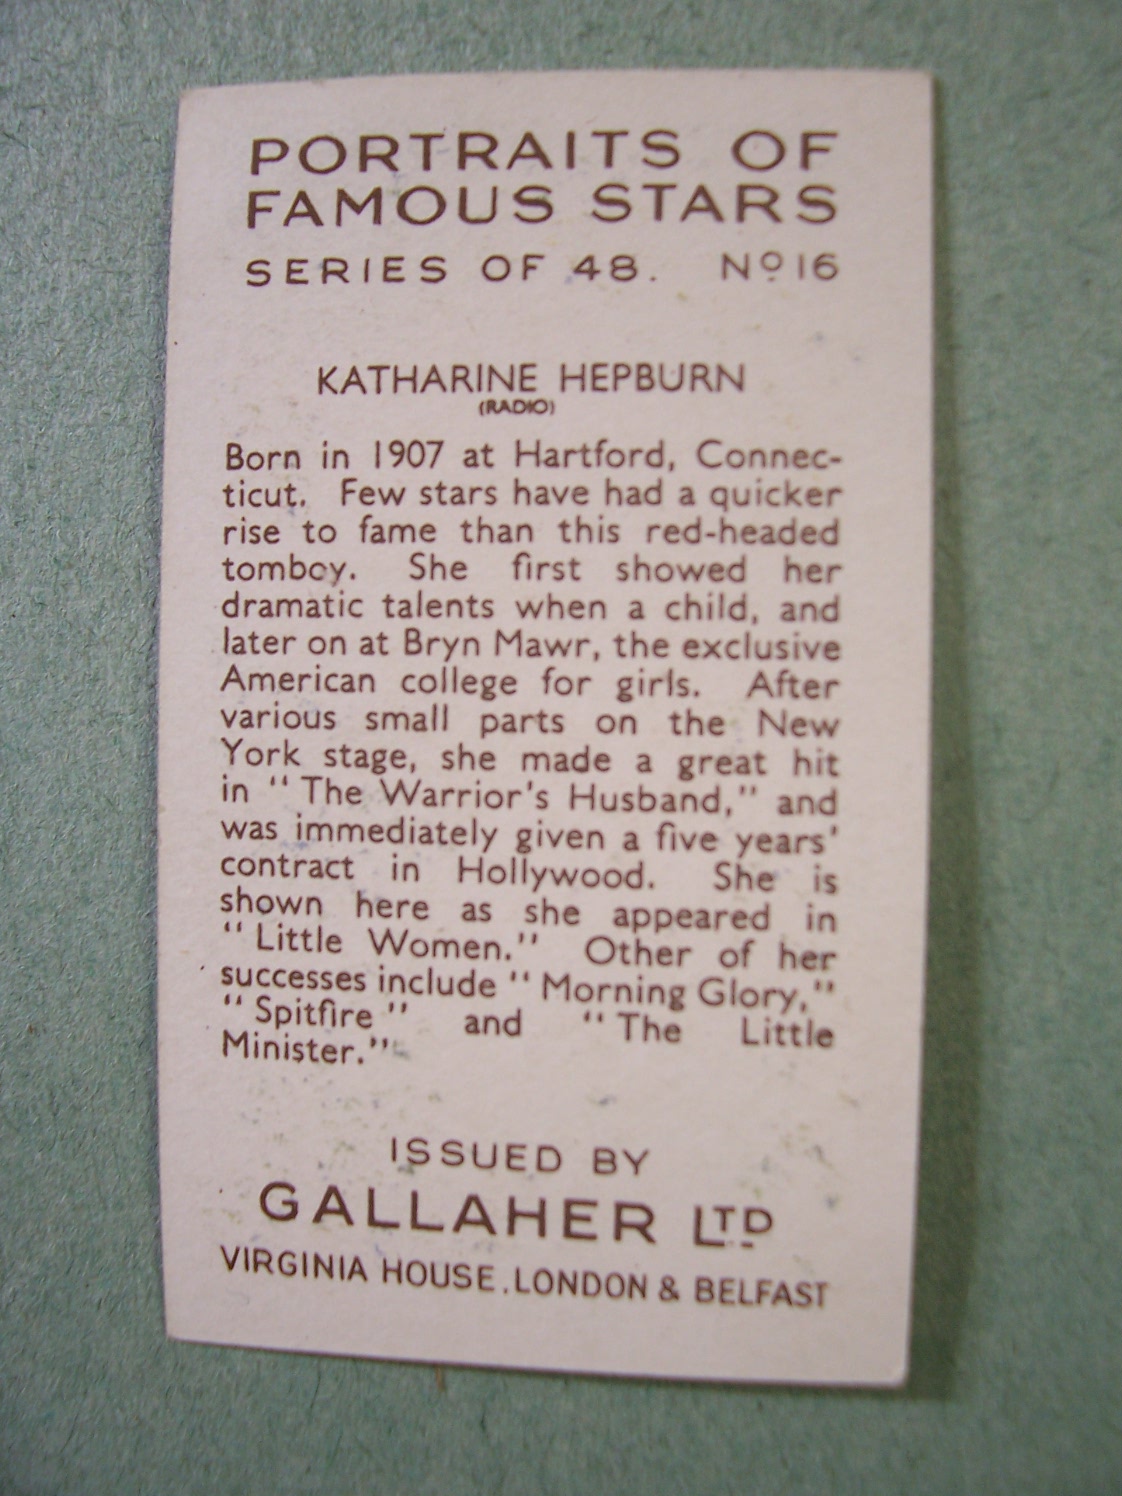 PORTRAITS OF
FAMOUS STARS
SERIES OF 48. Nº 16
KATHARINE HEPBURN
(RADIO)
Born in 1907 at Hartford, Connec-
ticut. Few stars have had a quicker
rise to fame than this red-headed
tomboy. She first showed her
dramatic talents when a child, and
later on at Bryn Mawr, the exclusive
American college for girls. After
various small parts on the New
York stage, she made a great hit
in "The Warrior's Husband," and
was immediately given a five years'
contract in Hollywood. She is
shown here as she appeared in
"Little Women." Other of her
successes include "Morning Glory,"
"Spitfire" and "The Little
Minister."
ISSUED BY
GALLAHER LTD
VIRGINIA HOUSE, LONDON & BELFAST